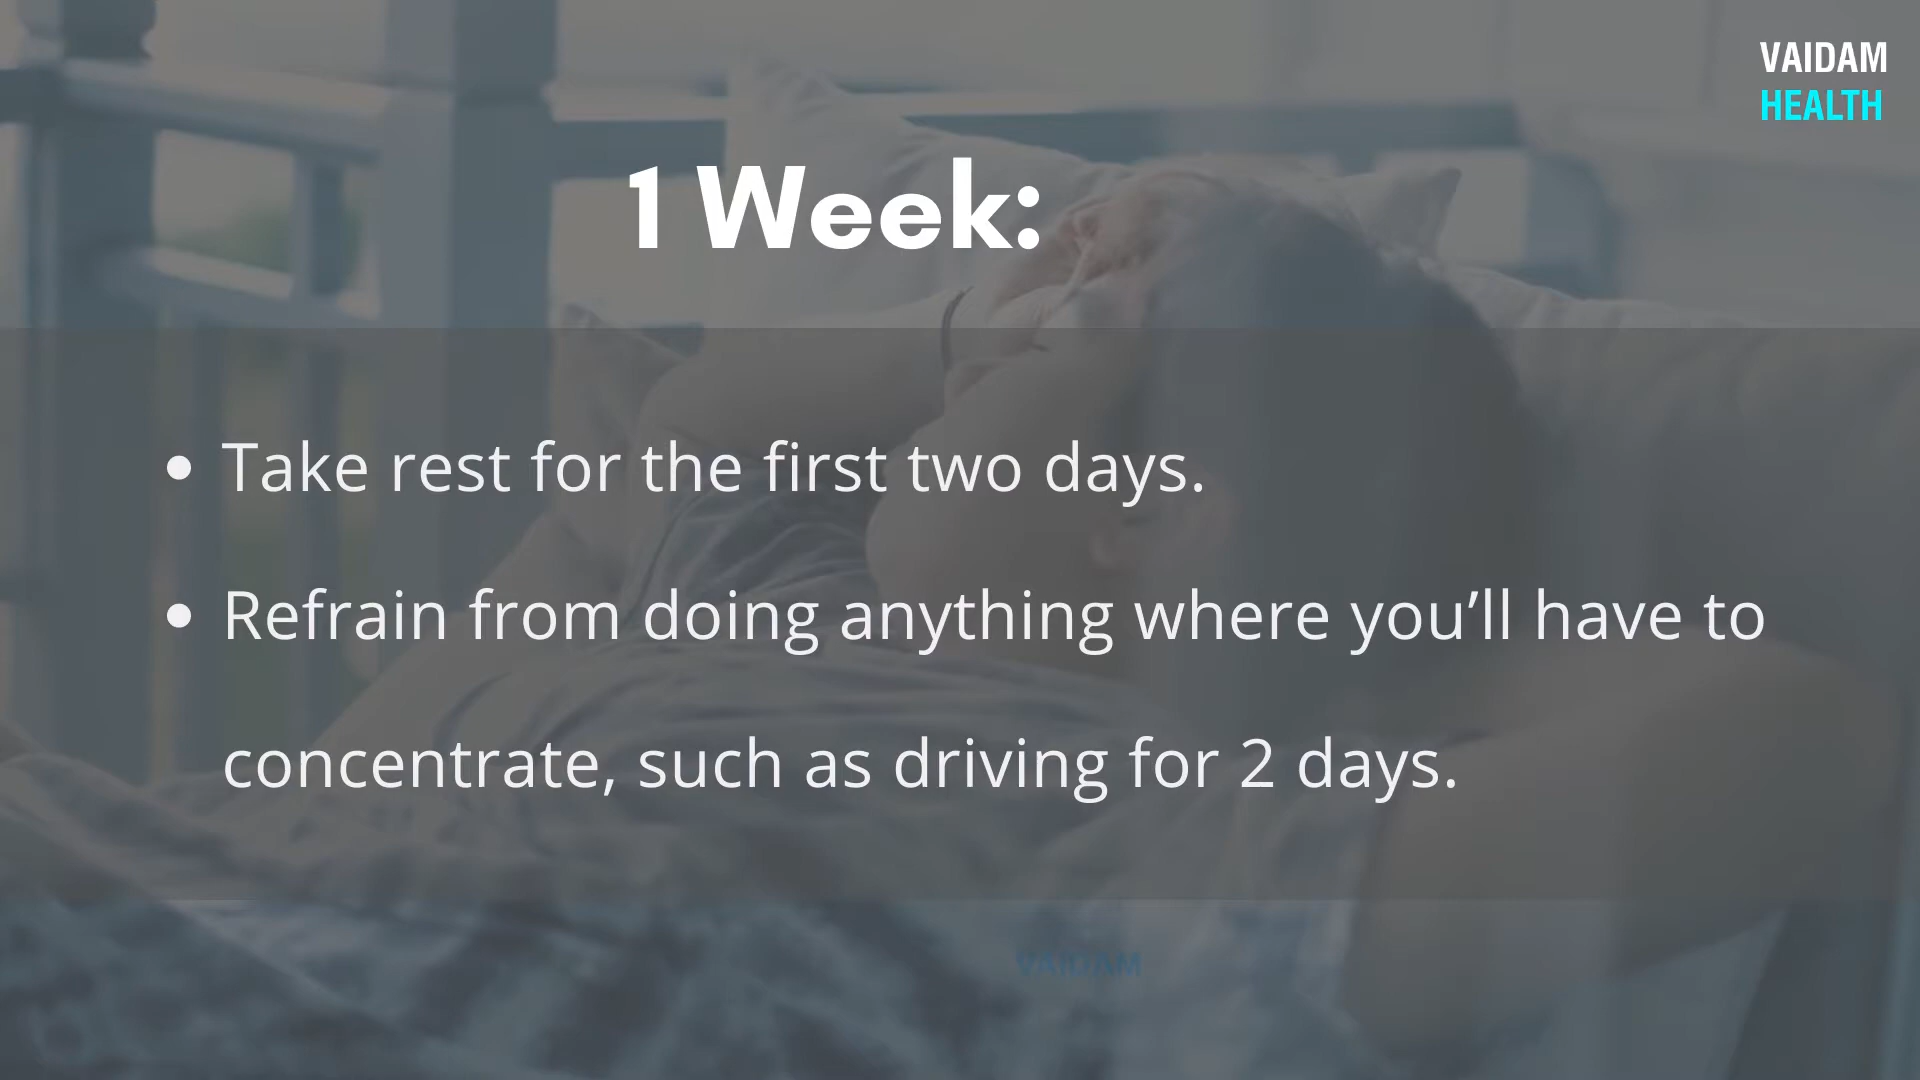 VAIDAM
HEALTH
1 Week:
• Take rest for the first two days.
• Refrain from doing anything where you’ll have to
concentrate, such as driving for 2 days.
VAIDAM